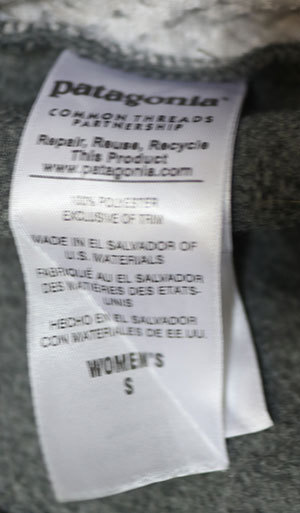 patagonia
COMMON THREADS
PARTNERSHIP
Repair, Reuse, Recycle
This Product
www.patagonia.com
100% POLYESTER
EXCLUSIVE OF TRIM
MADE IN EL SALVADOR OF
U.S. MATERIALS
FABRIQUÉ AU EL SALVADOR
DES MATIÈRES DES ETATS-
UNIS
HECHO EN EL SALVADOR
CON MATERIALES DE EE.UU.
WOMEN'S
S